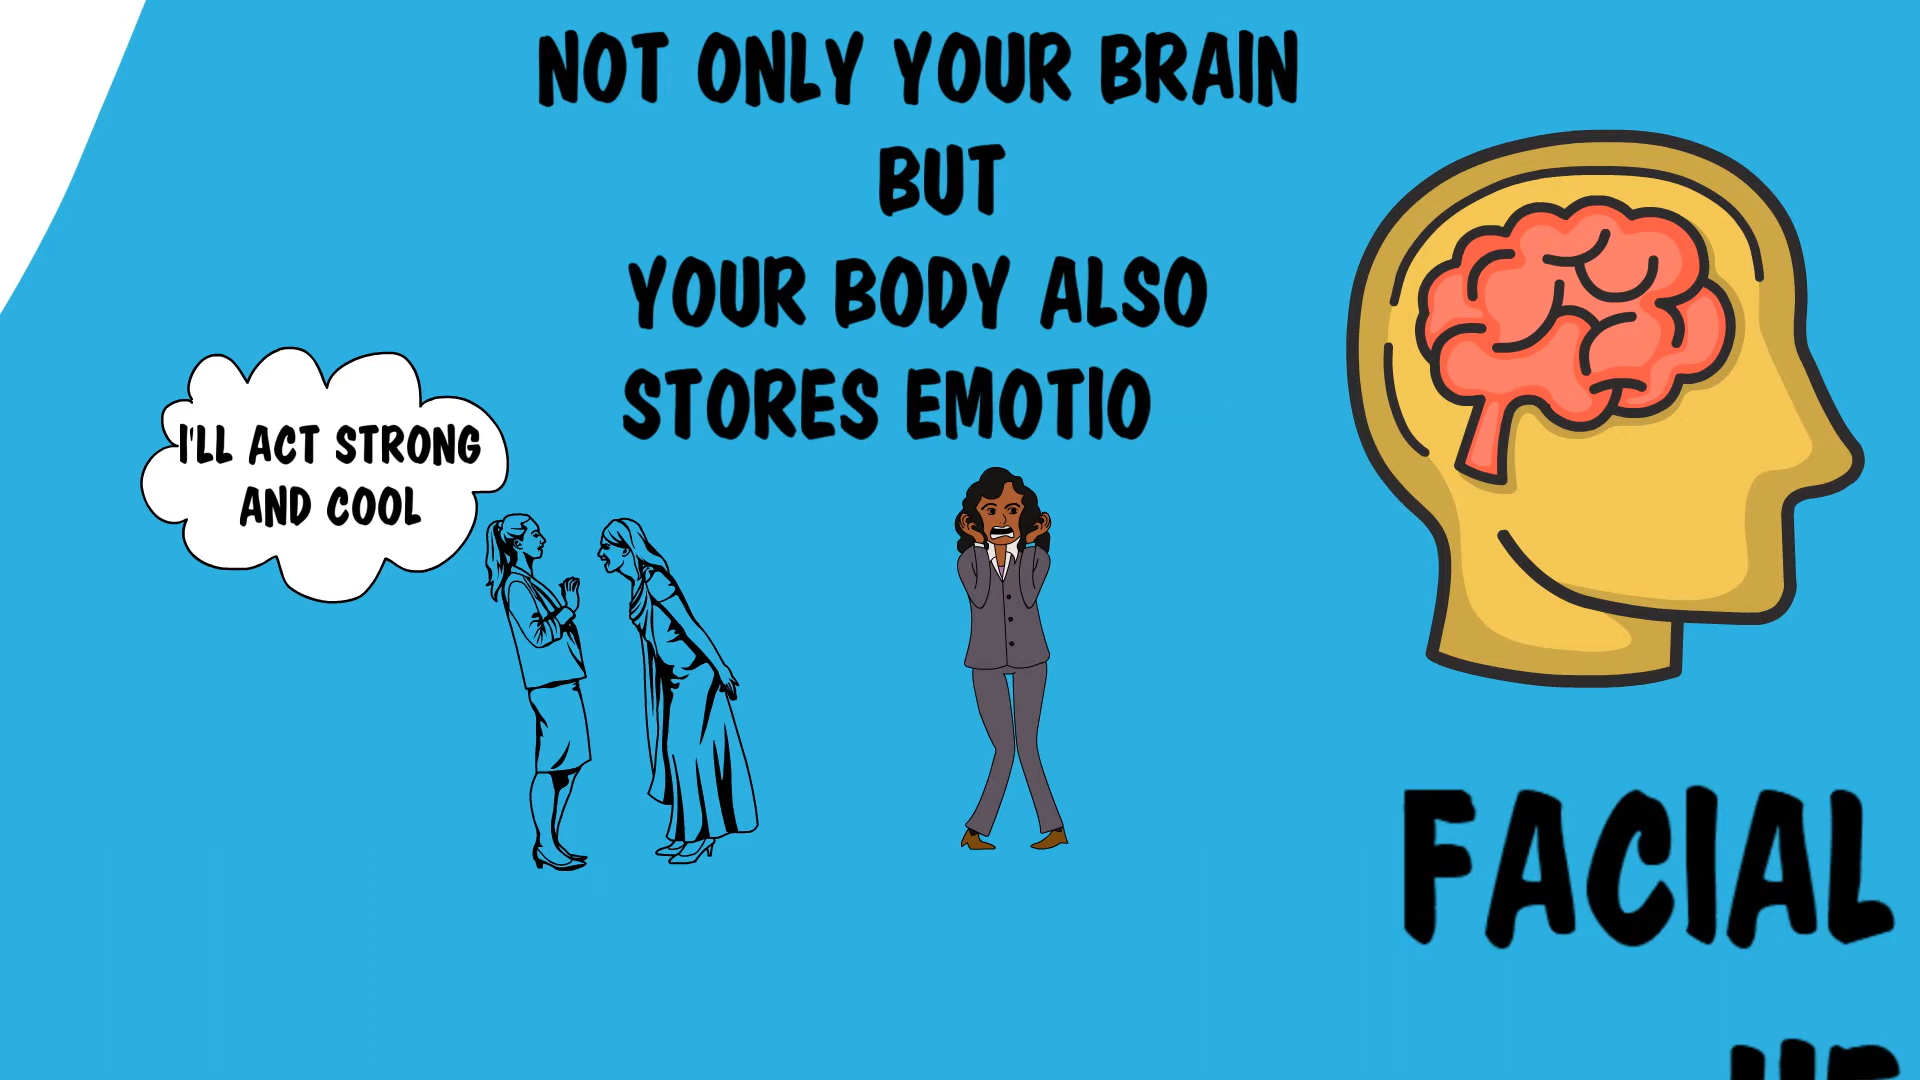 NOT ONLY YOUR BRAIN
BUT
YOUR BODY ALSO
STORES EMOTIO
I'LL ACT STRONG
AND COOL
FACIAL